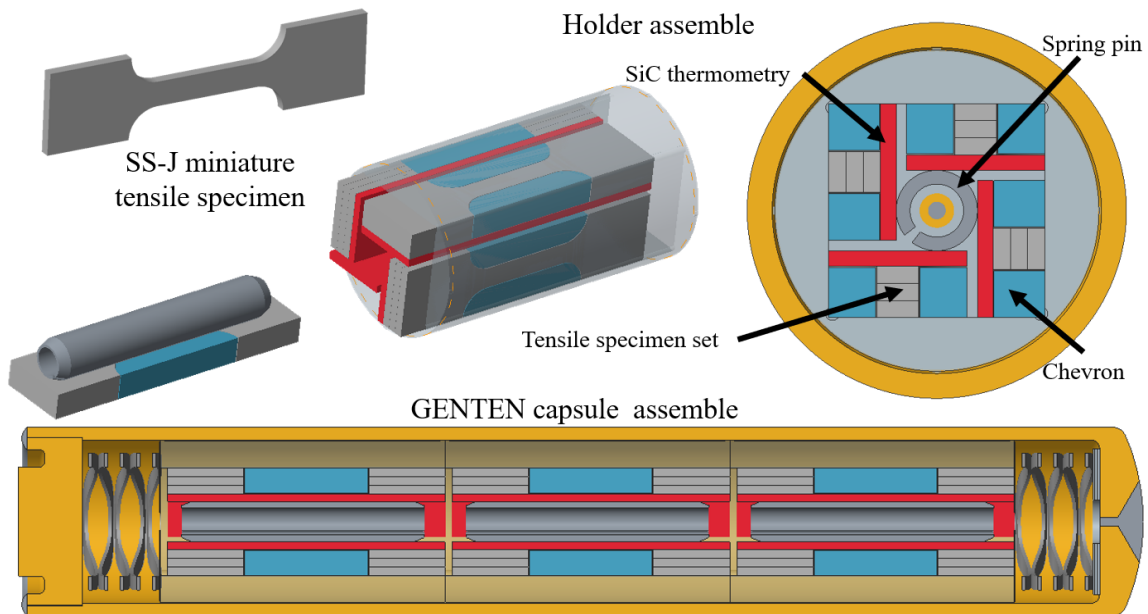 Holder assemble
Spring pin
SiC thermometry
SS-J miniature
tensile specimen
Tensile specimen set
Chevron
GENTEN capsule assemble